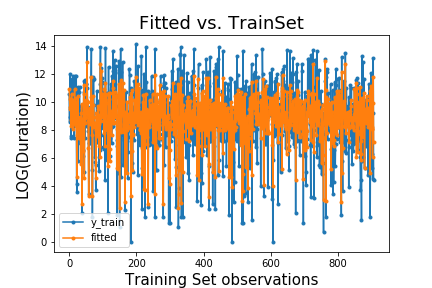 Fitted vs. TrainSet
LOG(Duration)
14
12
10
8
6
4
2
0
y_train
fitted
0
200
400
600
800
Training Set observations